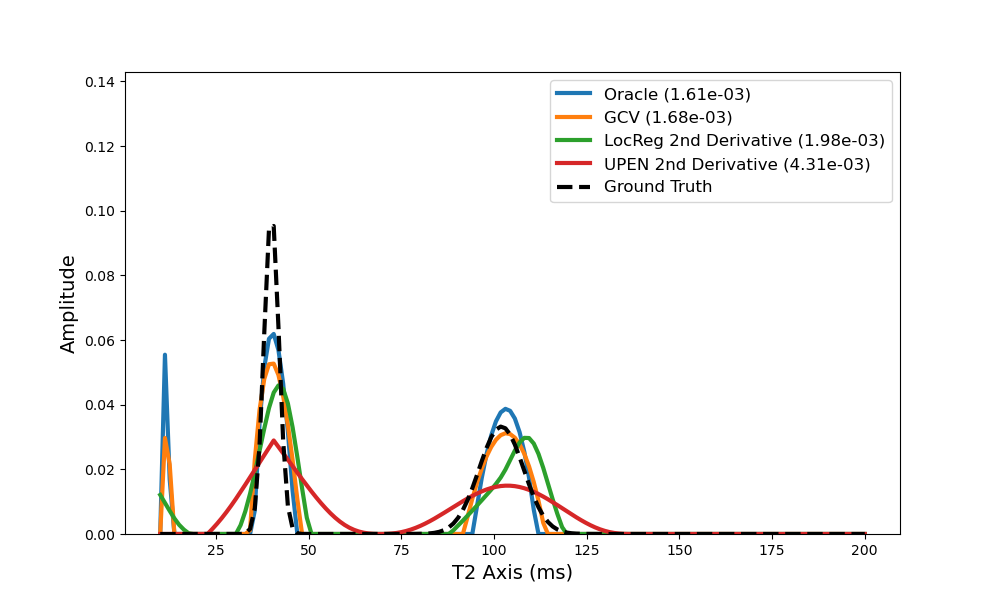 0.14
0.12
0.10
0.08
0.06
0.04
0.02
0.00
Amplitude
Oracle (1.61e-03)
GCV (1.68e-03)
LocReg 2nd Derivative (1.98e-03)
UPEN 2nd Derivative (4.31e-03)
Ground Truth
25 50 75 100 125 150 175 200
T2 Axis (ms)